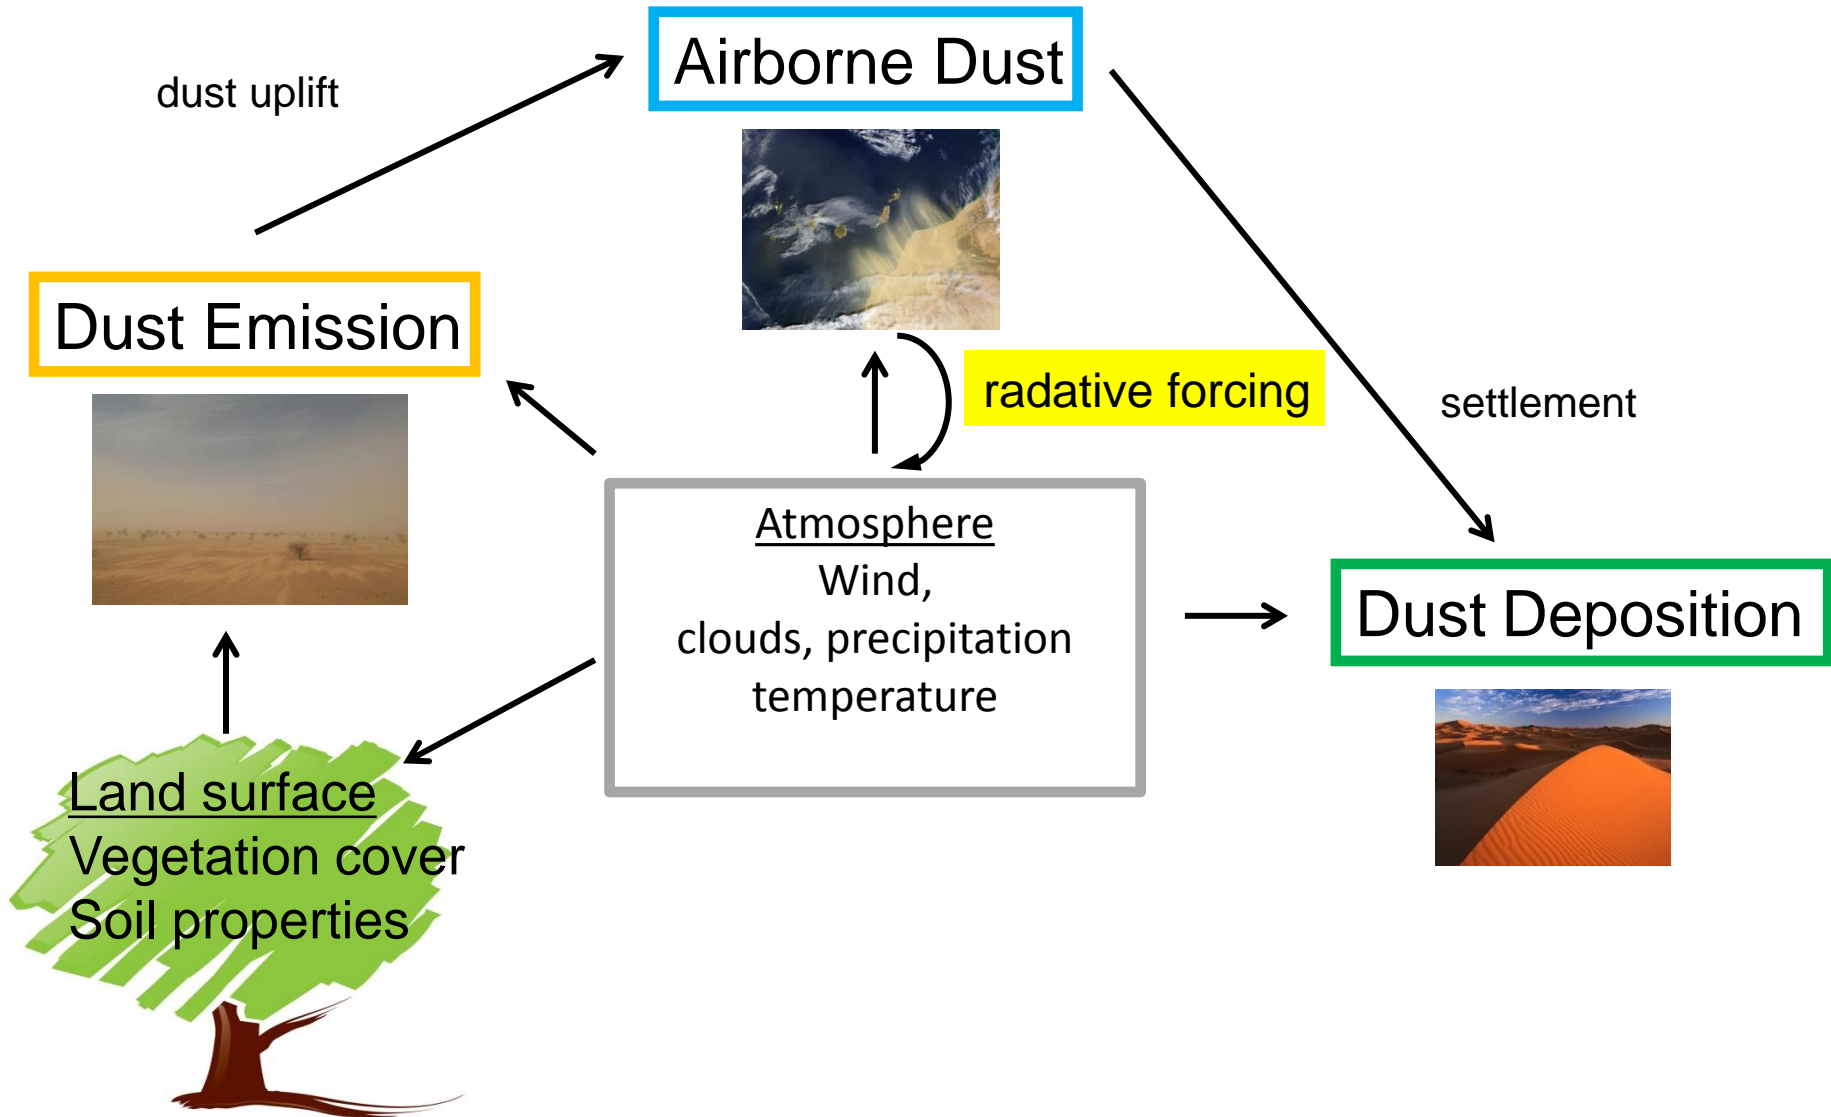 Airborne Dust
dust uplift
Dust Emission
radative forcing
settlement
Atmosphere
Wind,
clouds, precipitation
temperature
Dust Deposition
Land surface
Vegetation cover
Soil properties